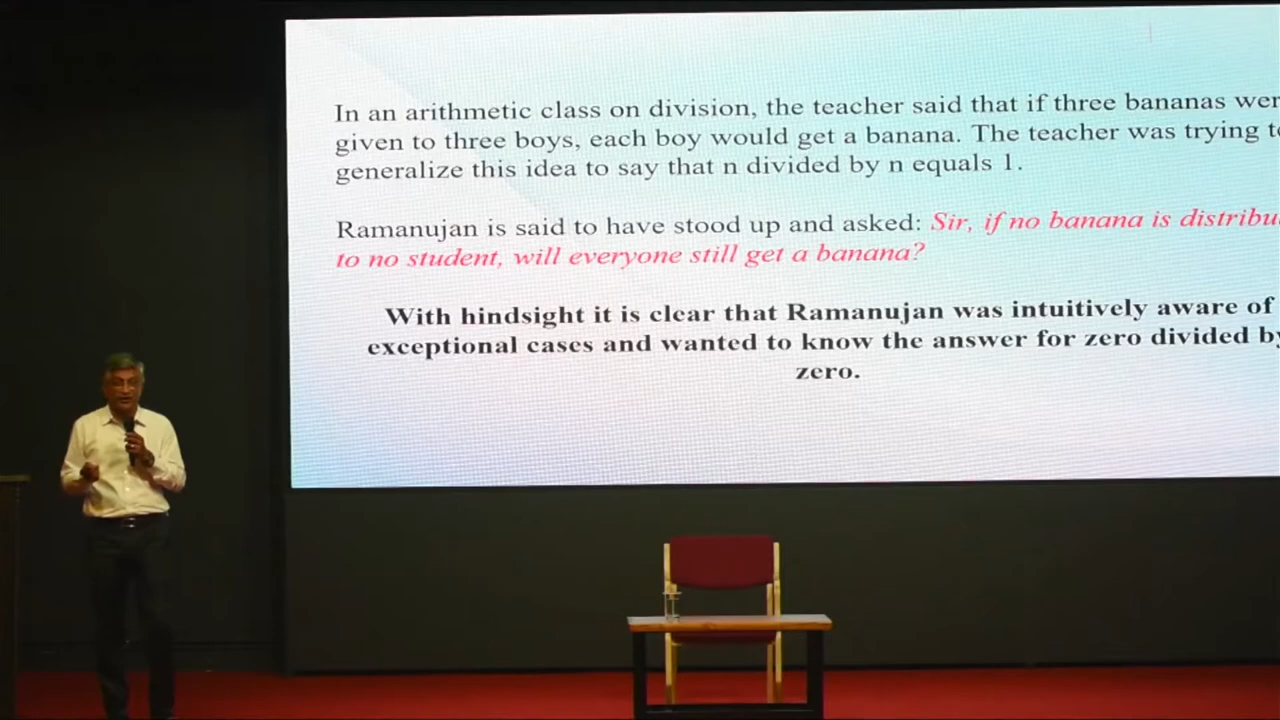 In an arithmetic class on division, the teacher said that if three bananas wer
given to three boys, each boy would get a banana. The teacher was trying t
generalize this idea to say that n divided by n equals 1.
Ramanujan is said to have stood up and asked: Sir, if no banana is distribu
to no student, will everyone still get a banana?
With hindsight it is clear that Ramanujan was intuitively aware of
exceptional cases and wanted to know the answer for zero divided by
zero.